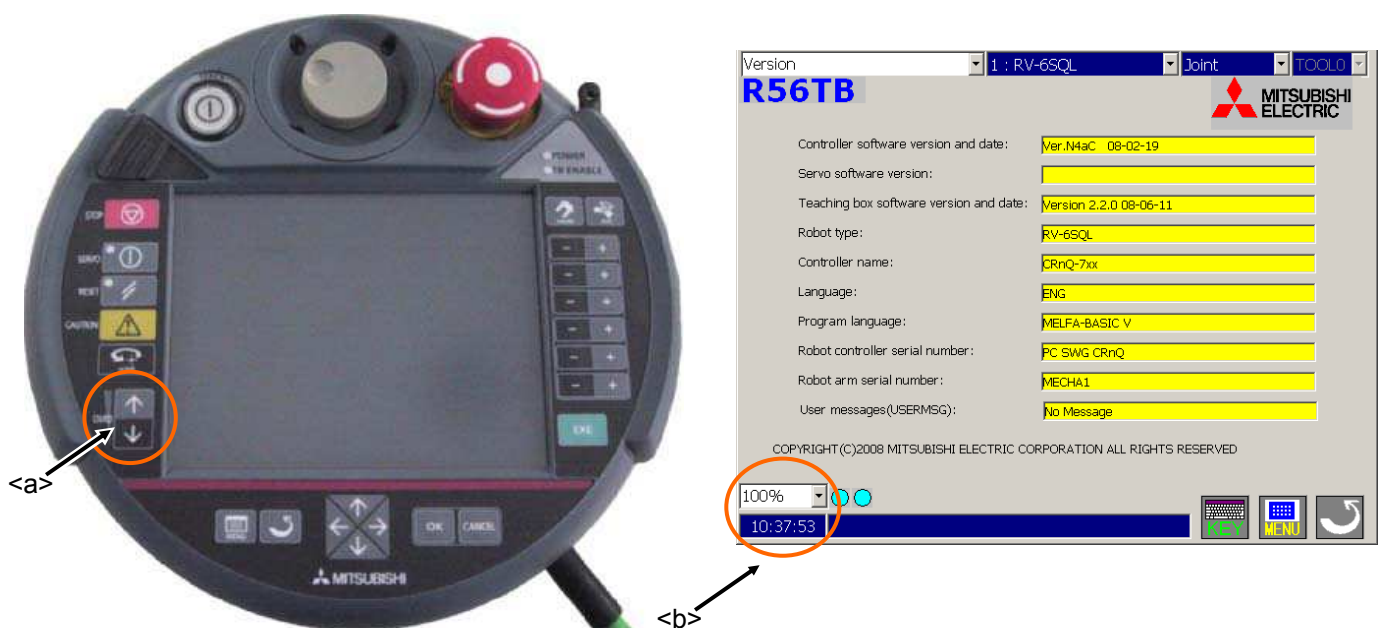 POWER
TB ENABLE
STOP
SERVO
RESET
CAUTION
OVRD
EXE
MENU
OK
CANCEL
MITSUBISHI
<a>
Version
1 : RV-6SQL
Joint
TOOL0
R56TB
MITSUBISHI
ELECTRIC
Controller software version and date: Ver.N4aC 08-02-19
Servo software version:
Teaching box software version and date: Version 2.2.0 08-06-11
Robot type: RV-6SQL
Controller name: CRnQ-7xx
Language: ENG
Program language: MELFA-BASIC V
Robot controller serial number: PC SWG CRnQ
Robot arm serial number: MECHA1
User messages(USERMSG): No Message
COPYRIGHT(C)2008 MITSUBISHI ELECTRIC CORPORATION ALL RIGHTS RESERVED
100%
10:37:53
KEY
MENU
<b>